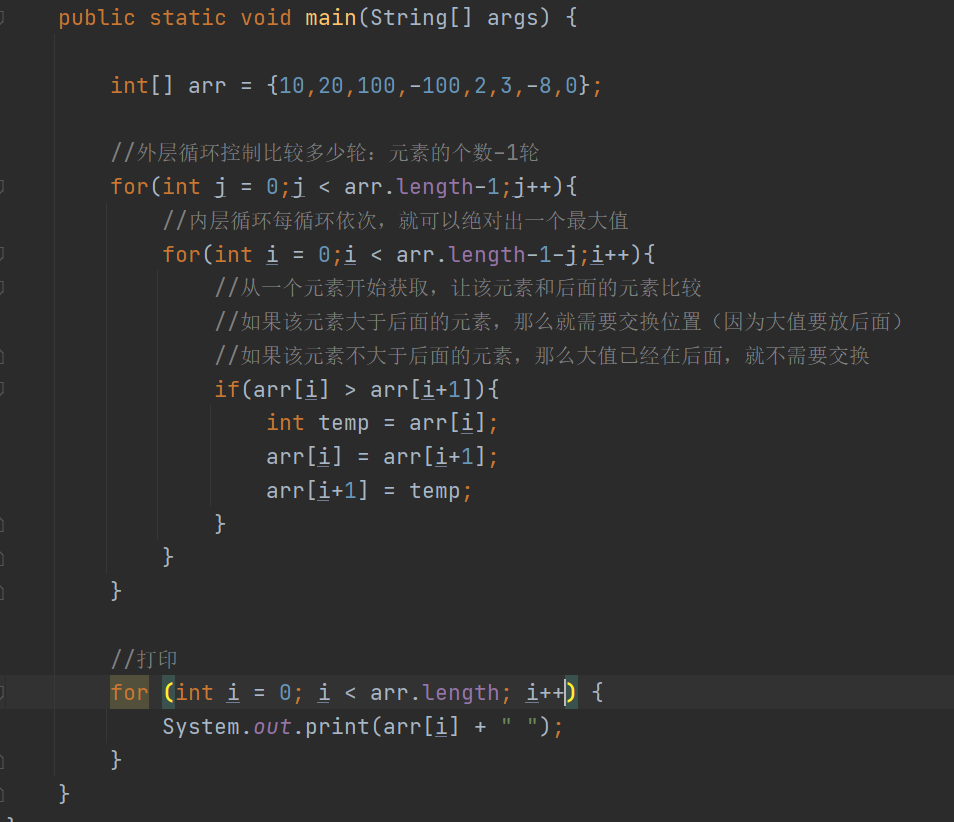 public static void main(String[] args) {
int[] arr = {10,20,100,-100,2,3,-8,0};
//外层循环控制比较多少轮：元素的个数-1轮
for(int j = 0;j < arr.length-1;j++){
//内层循环每循环依次，就可以绝对出一个最大值
for(int i = 0;i < arr.length-1-j;i++){
//从一个元素开始获取，让该元素和后面的元素比较
//如果该元素大于后面的元素，那么就需要交换位置（因为大值要放后面）
//如果该元素不大于后面的元素，那么大值已经在后面，就不需要交换
if(arr[i] > arr[i+1]){
int temp = arr[i];
arr[i] = arr[i+1];
arr[i+1] = temp;
}
}
}
//打印
for (int i = 0; i < arr.length; i++) {
System.out.print(arr[i] + " ");
}
}